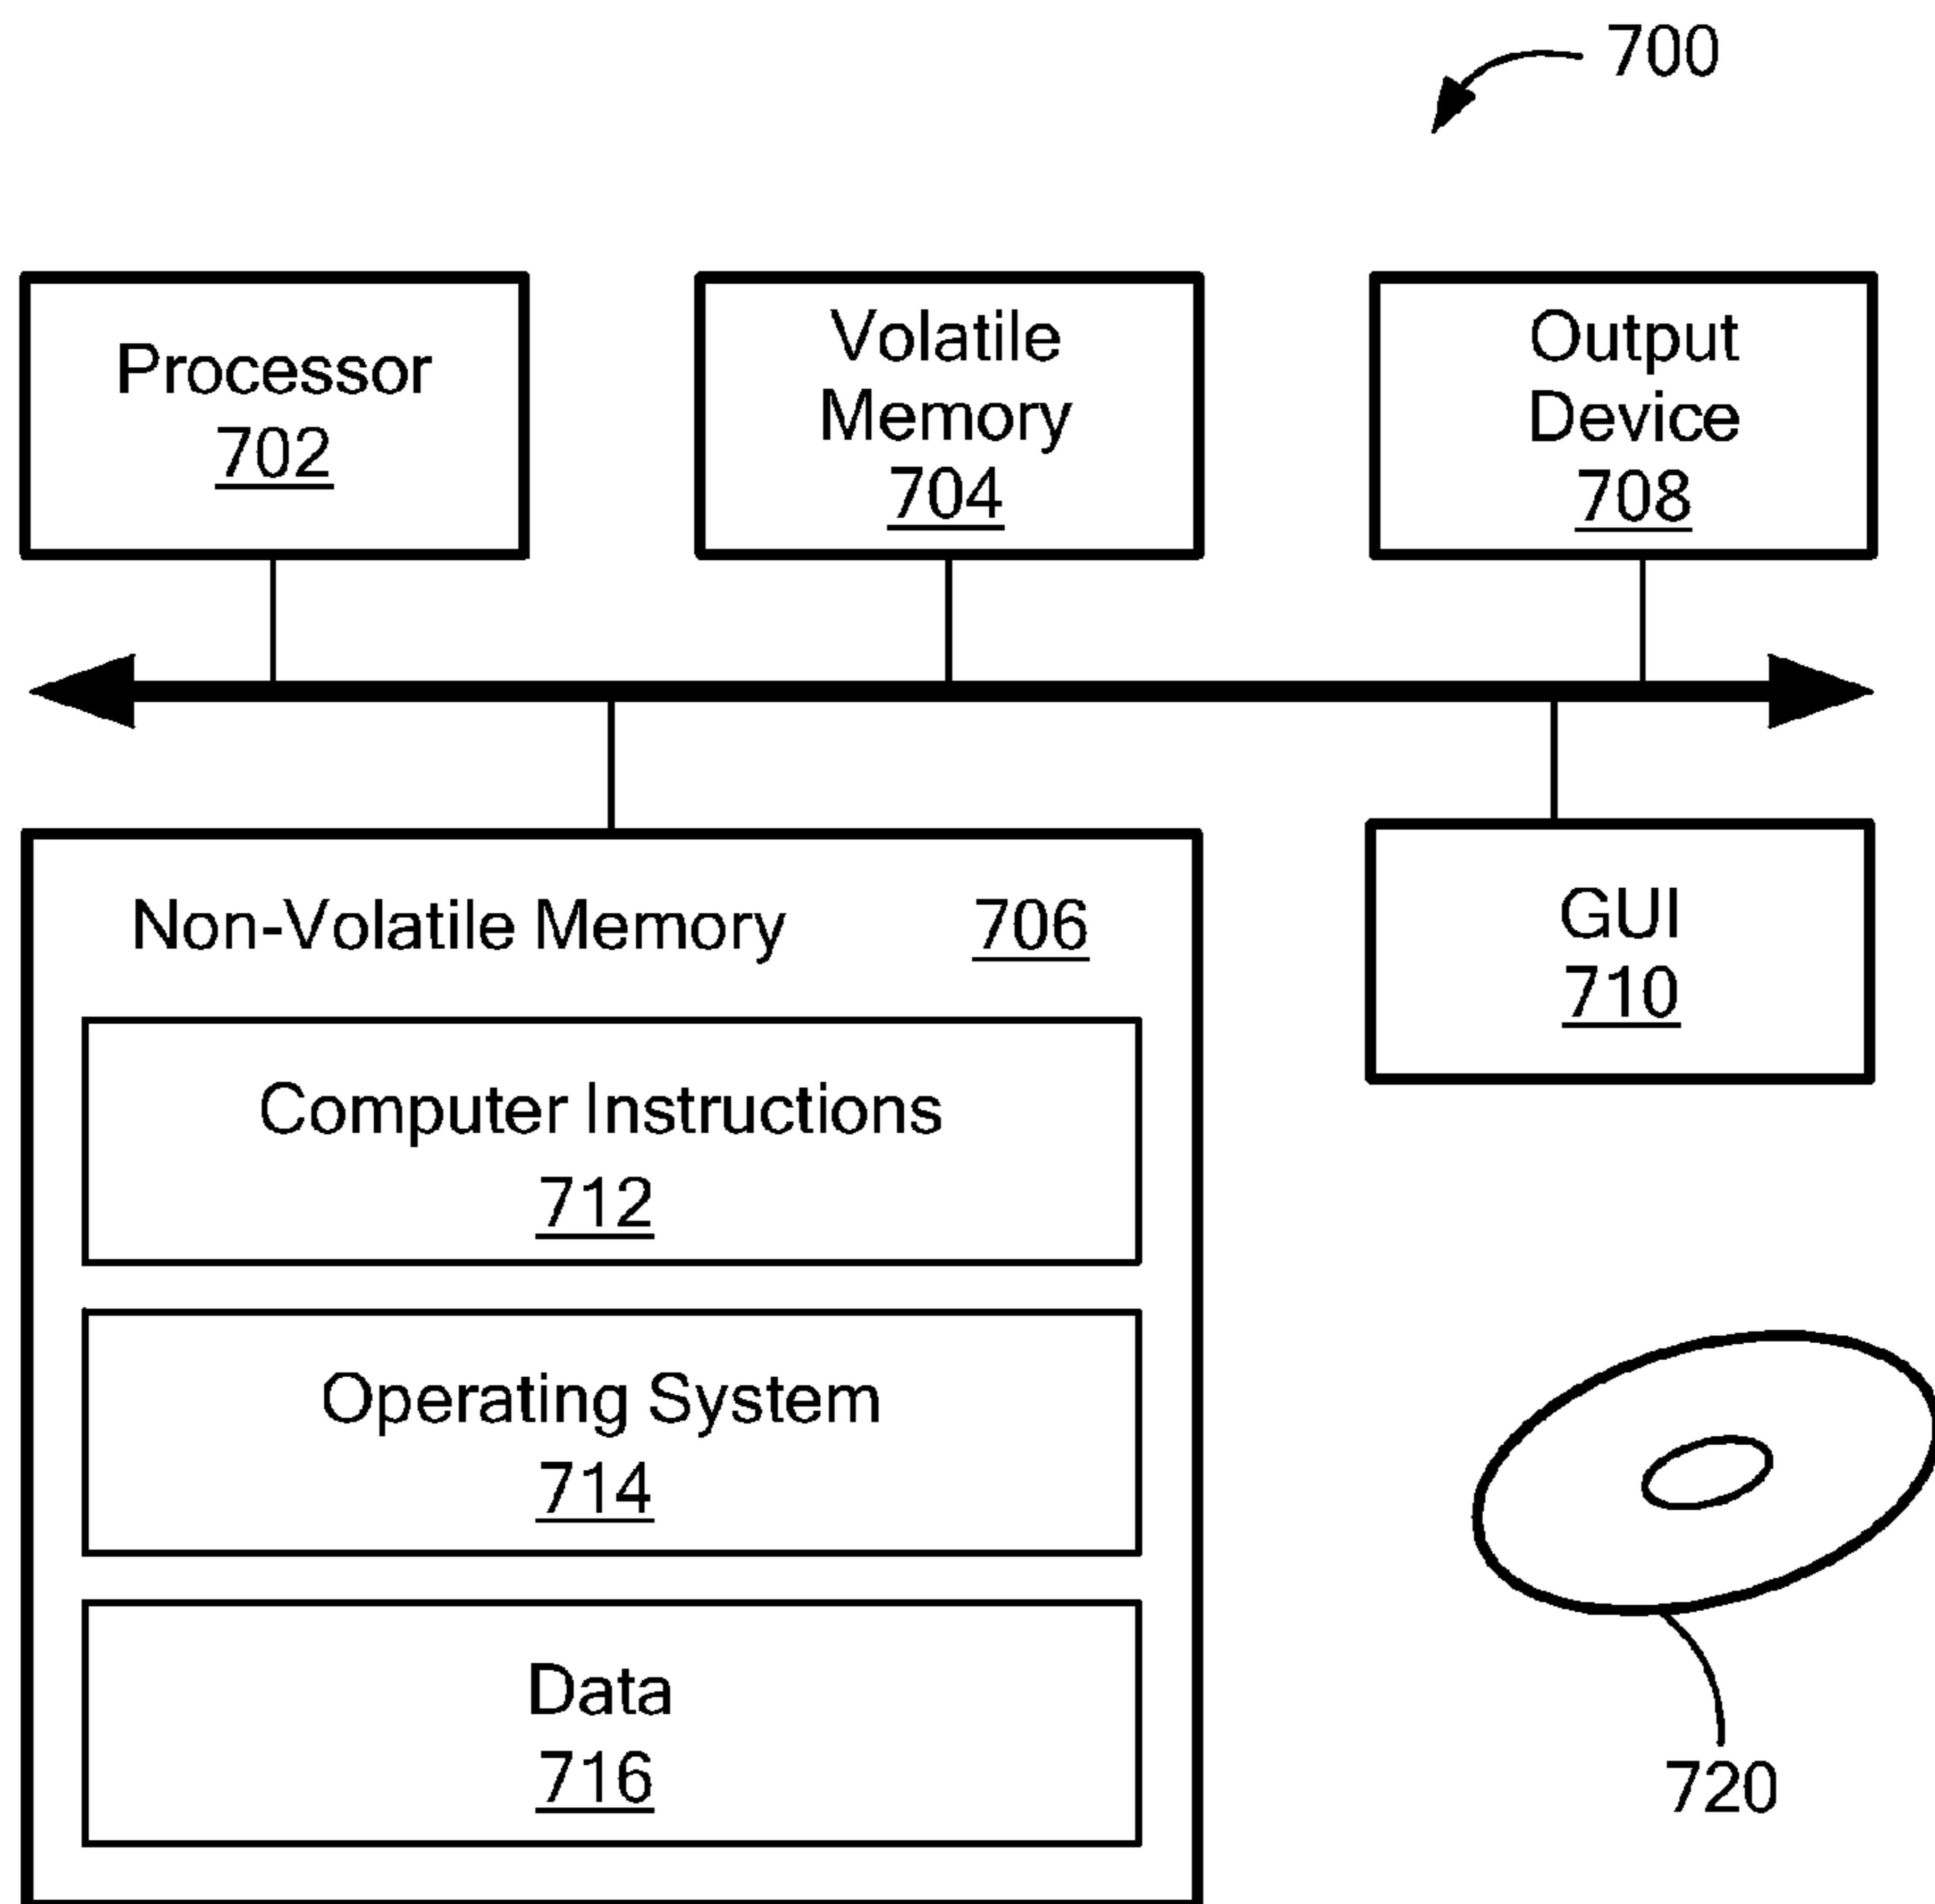 700
Processor
702
Volatile
Memory
704
Output
Device
708
Non-Volatile Memory 706
GUI
710
Computer Instructions
712
Operating System
714
Data
716
720